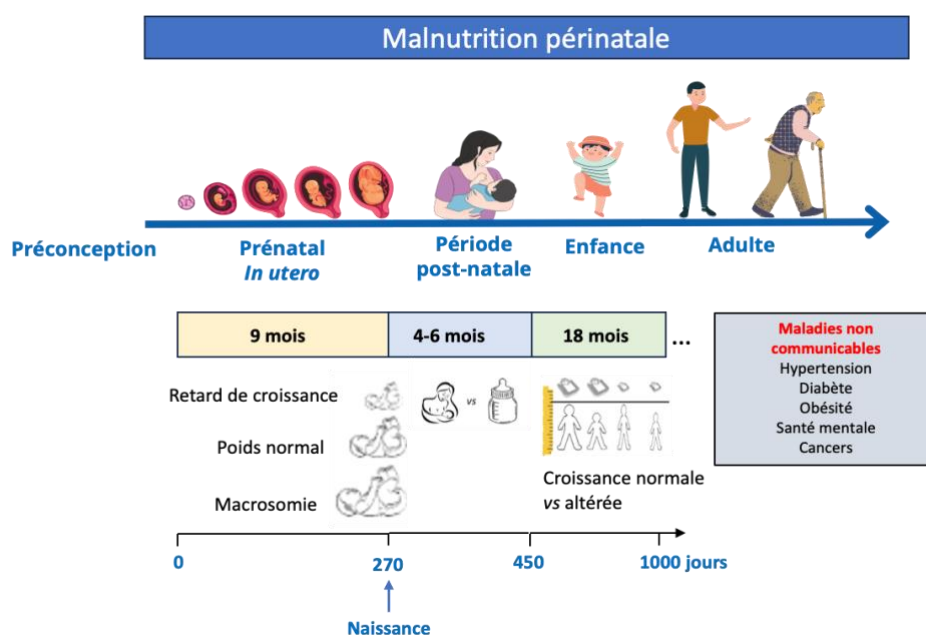 Malnutrition périnatale
Préconception
Prénatal
In utero
Période
post-natale
Enfance
Adulte
9 mois
4-6 mois
18 mois
...
Maladies non
communicables
Hypertension
Diabète
Obésité
Santé mentale
Cancers
Retard de croissance
vs
Poids normal
Macrosomie
Croissance normale
vs altérée
0
270
450
1000 jours
Naissance